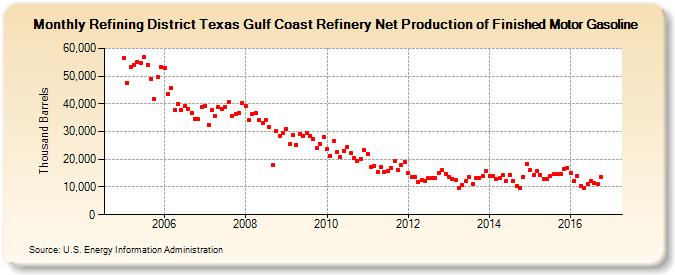 Monthly Refining District Texas Gulf Coast Refinery Net Production of Finished Motor Gasoline
Thousand Barrels
60,000
50,000
40,000
30,000
20,000
10,000
0
2006 2008 2010 2012 2014 2016
Source: U.S. Energy Information Administration